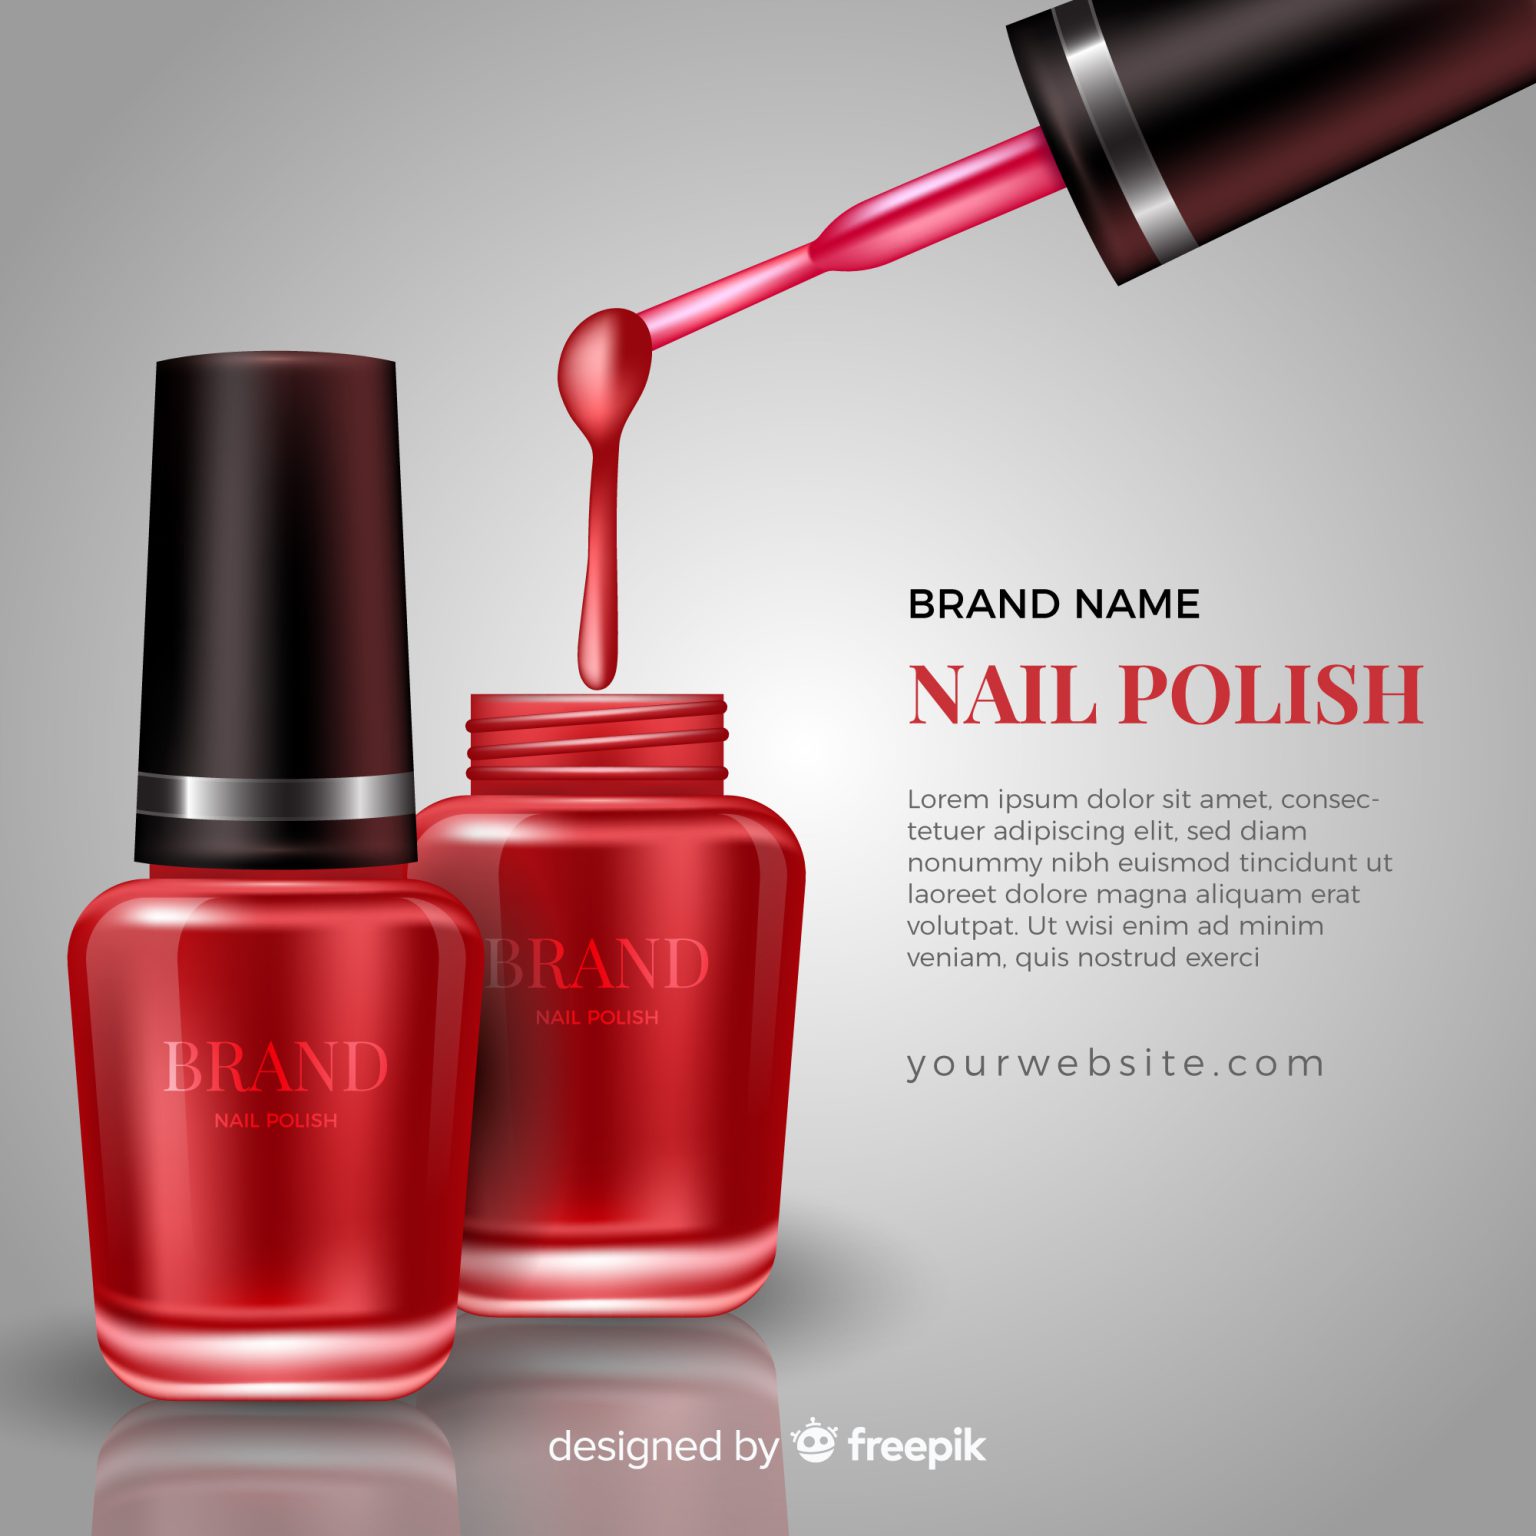 BRAND NAME
NAIL POLISH
Lorem ipsum dolor sit amet, consec-
tetuer adipiscing elit, sed diam
nonummy nibh euismod tincidunt ut
laoreet dolore magna aliquam erat
volutpat. Ut wisi enim ad minim
veniam, quis nostrud exerci
yourwebsite.com
BRAND
NAIL POLISH
BRAND
NAIL POLISH
designed by freepik